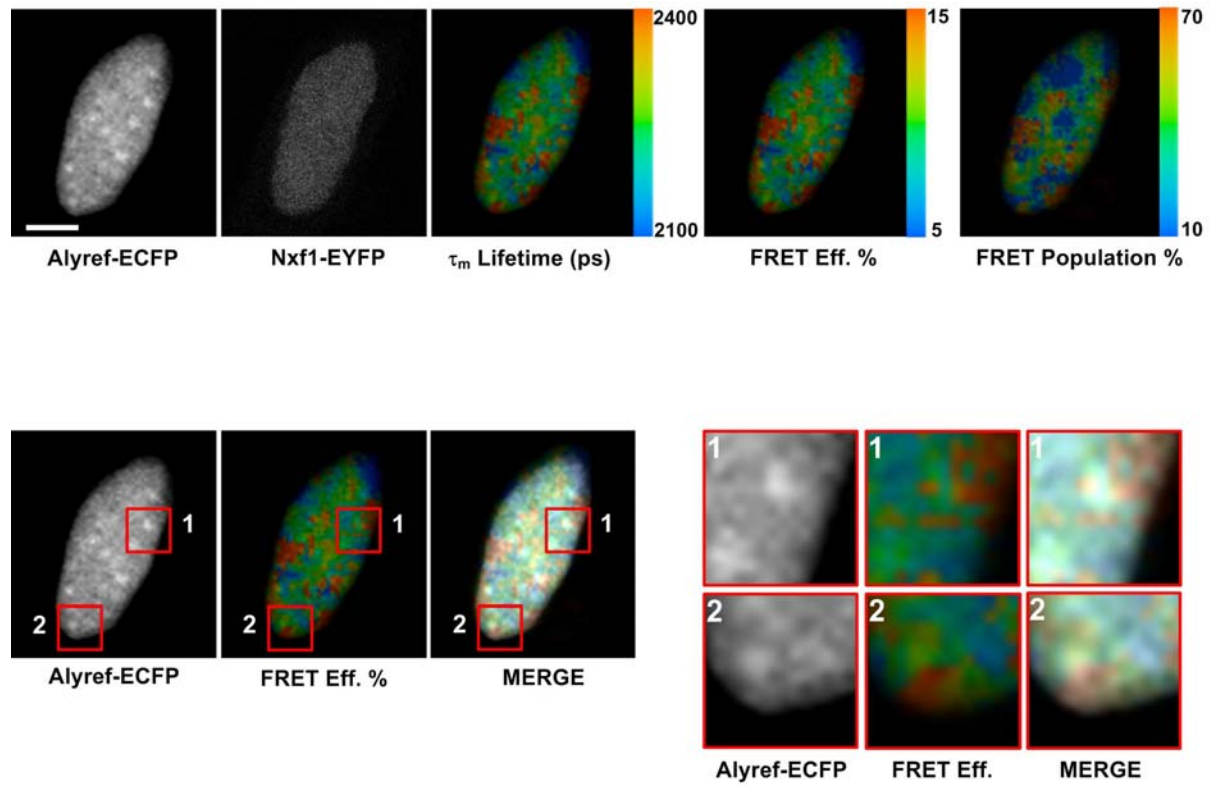 2400
2100
15
5
70
10
Alyref-ECFP
Nxf1-EYFP
τm Lifetime (ps)
FRET Eff. %
FRET Population %
1
2
1
2
1
2
Alyref-ECFP
FRET Eff. %
MERGE
1
1
1
2
2
2
Alyref-ECFP
FRET Eff.
MERGE